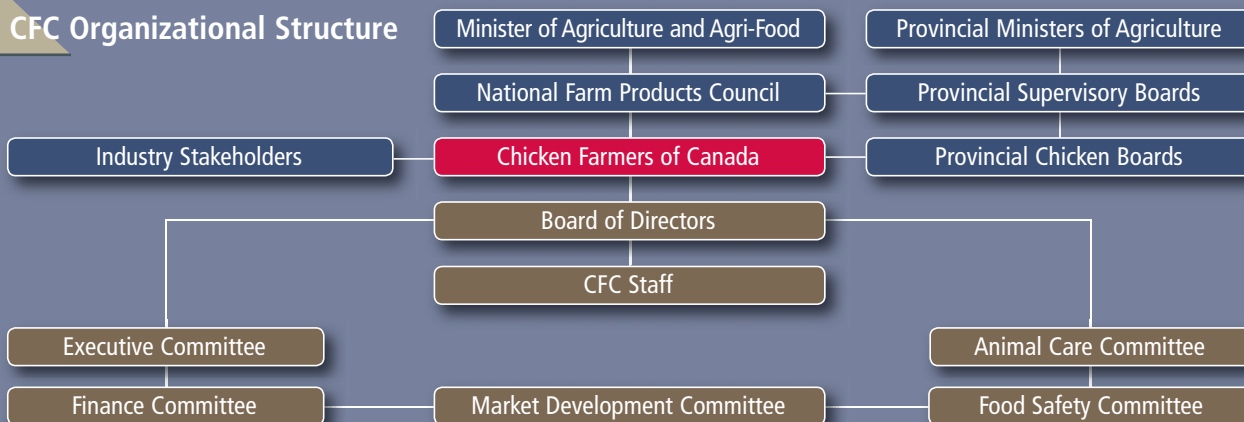 CFC Organizational Structure
Minister of Agriculture and Agri-Food
Provincial Ministers of Agriculture
National Farm Products Council
Provincial Supervisory Boards
Industry Stakeholders
Chicken Farmers of Canada
Provincial Chicken Boards
Board of Directors
CFC Staff
Executive Committee
Animal Care Committee
Finance Committee
Market Development Committee
Food Safety Committee